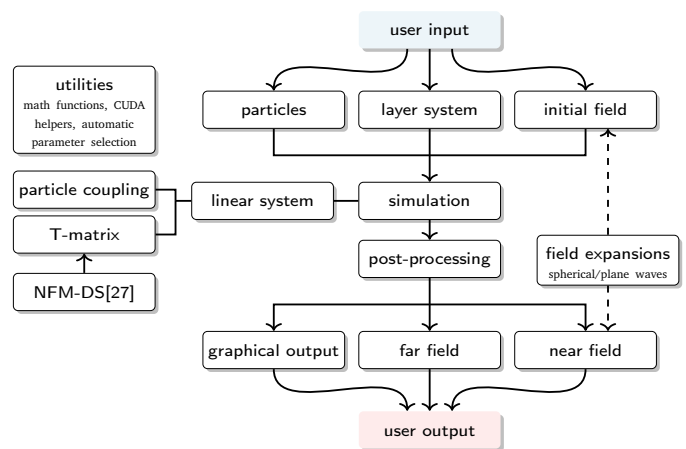 user input
utilities
math functions, CUDA
helpers, automatic
parameter selection
particles
layer system
initial field
particle coupling
linear system
simulation
T-matrix
post-processing
field expansions
spherical/plane waves
NFM-DS[27]
graphical output
far field
near field
user output